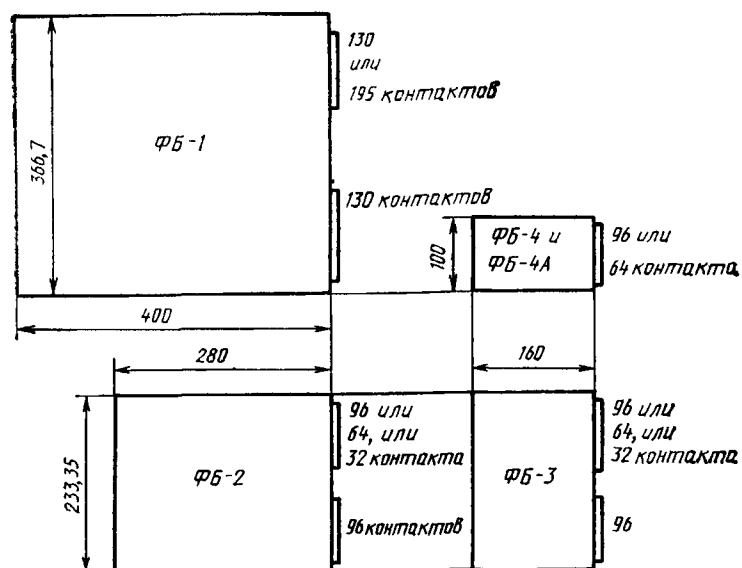 130
или
195 контактов
ФБ-1
366,7
130 контактов
400
ФБ-4 и
ФБ-4А
100
96 или
64 контакта
280
160
96 или
64, или
32 контакта
ФБ-2
233,35
96 контактов
96 или
64, или
32 контакта
ФБ-3
96